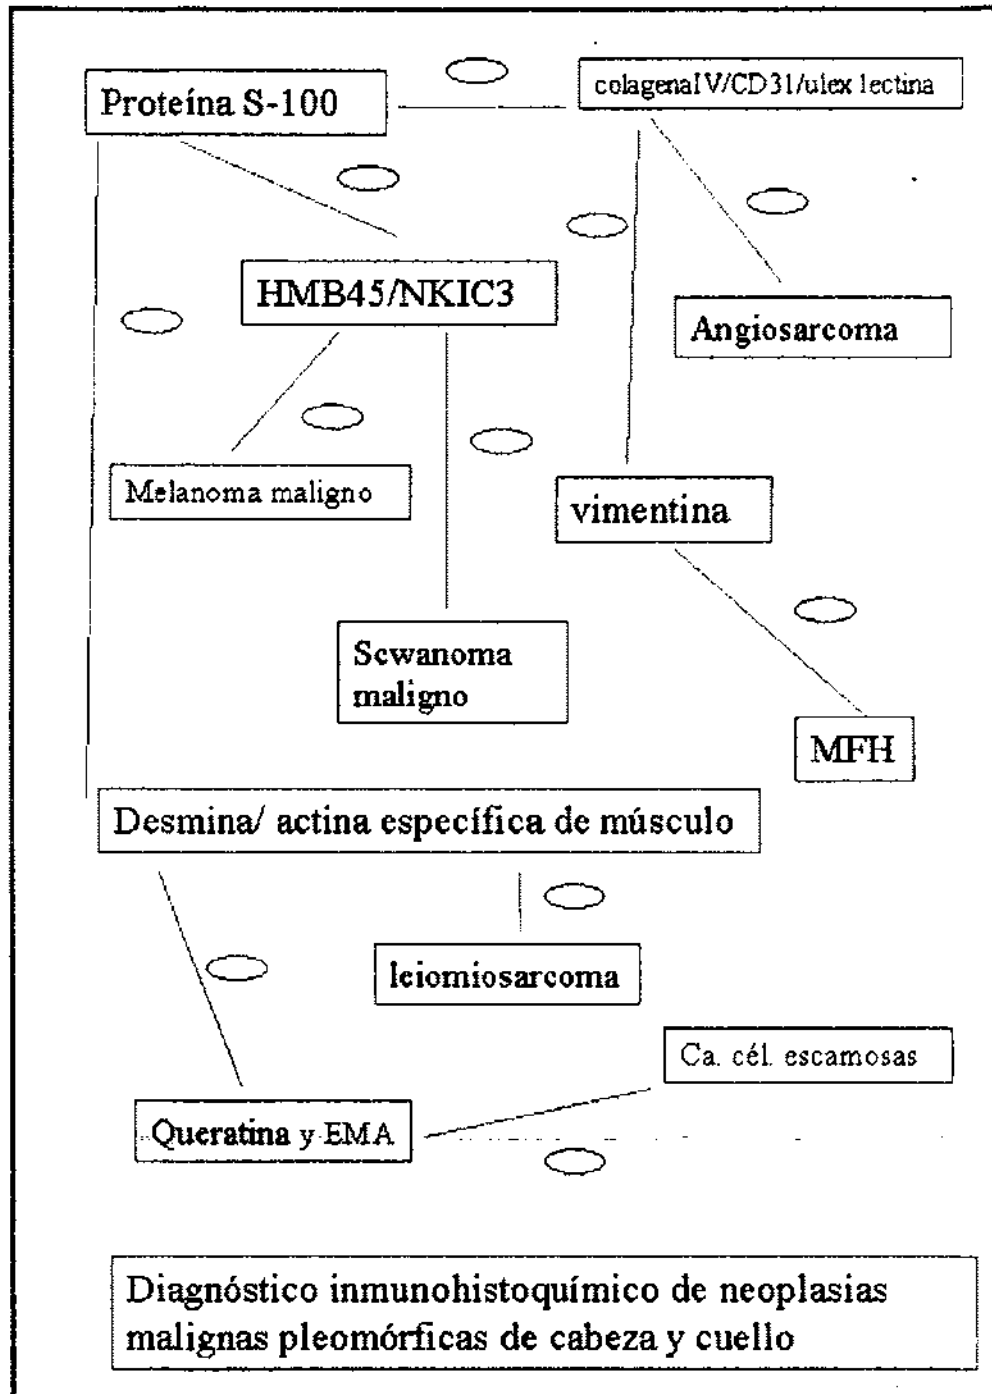 Proteína S-100
colagenaIV/CD31/ulex lectina
HMB45/NKIC3
Angiosarcoma
Melanoma maligno
vimentina
Scwanoma
maligno
MFH
Desmina/ actina específica de músculo
leiomiosarcoma
Ca. cél. escamosas
Queratina y EMA
Diagnóstico inmunohistoquímico de neoplasias
malignas pleomórficas de cabeza y cuello